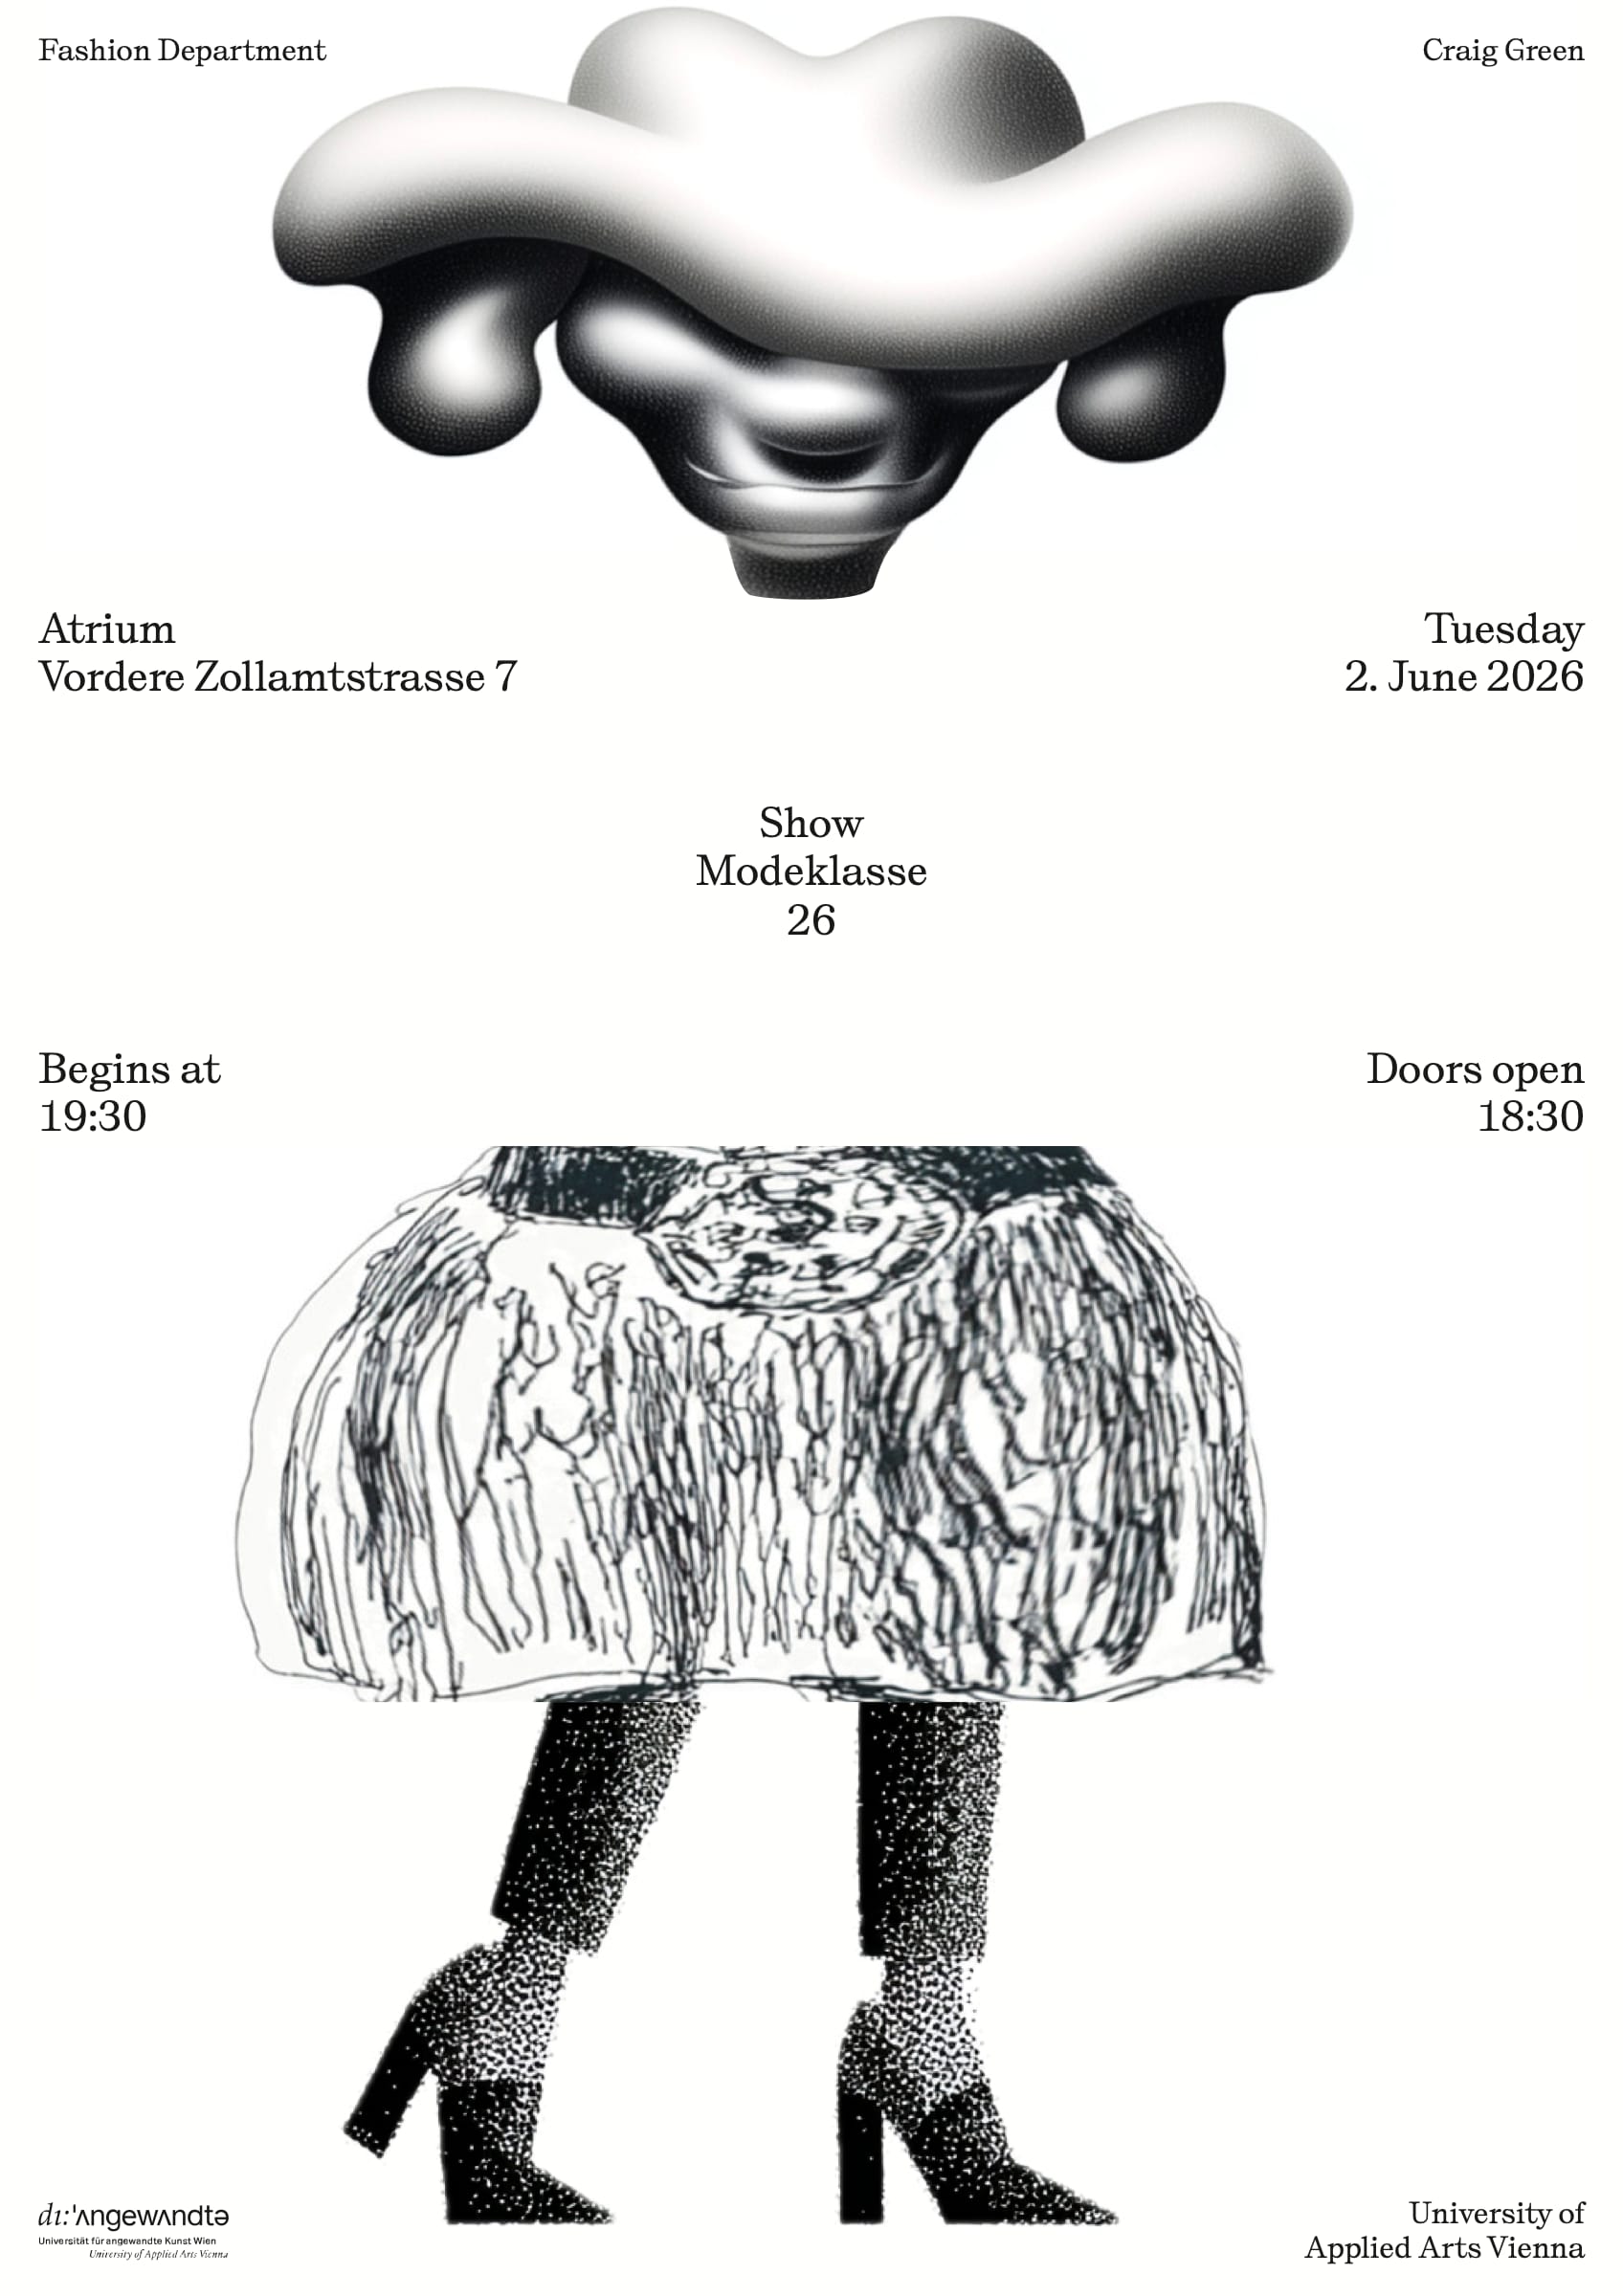 Fashion Department
Craig Green
Atrium
Vordere Zollamtstrasse 7
Tuesday
2. June 2026
Show
Modeklasse
26
Begins at
19:30
Doors open
18:30
dı:'ʌngewʌndtə
Universität für angewandte Kunst Wien
University of Applied Arts Vienna
University of
Applied Arts Vienna